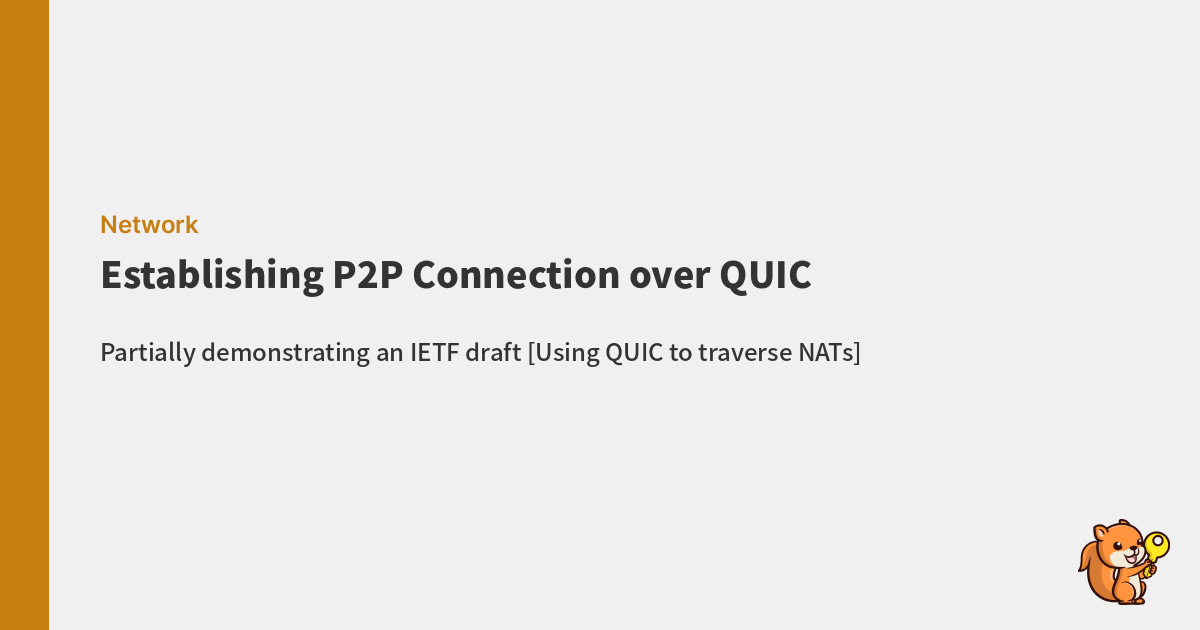 Network
Establishing P2P Connection over QUIC
Partially demonstrating an IETF draft [Using QUIC to traverse NATs]